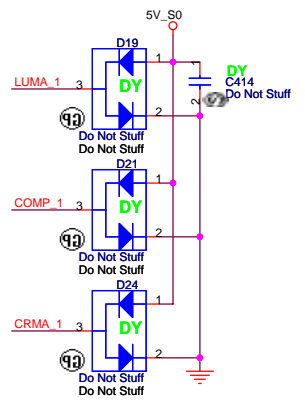 5V_S0
D19
1
1
DY
C414
Do Not Stuff
LUMA_1
3
DY
2
2
Do Not Stuff
Do Not Stuff
D21
1
COMP_1
3
DY
2
Do Not Stuff
Do Not Stuff
D24
1
CRMA_1
3
DY
2
Do Not Stuff
Do Not Stuff